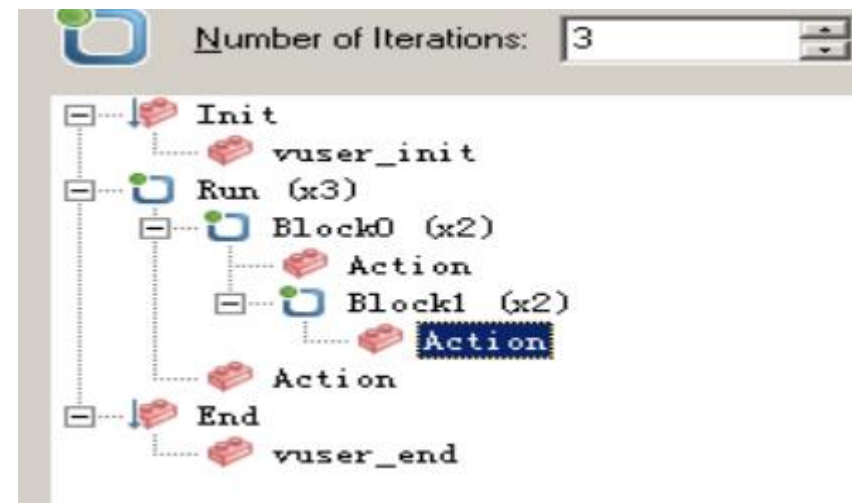 Number of Iterations: 3
Init
vuser_init
Run (x3)
Block0 (x2)
Action
Block1 (x2)
Action
Action
End
vuser_end